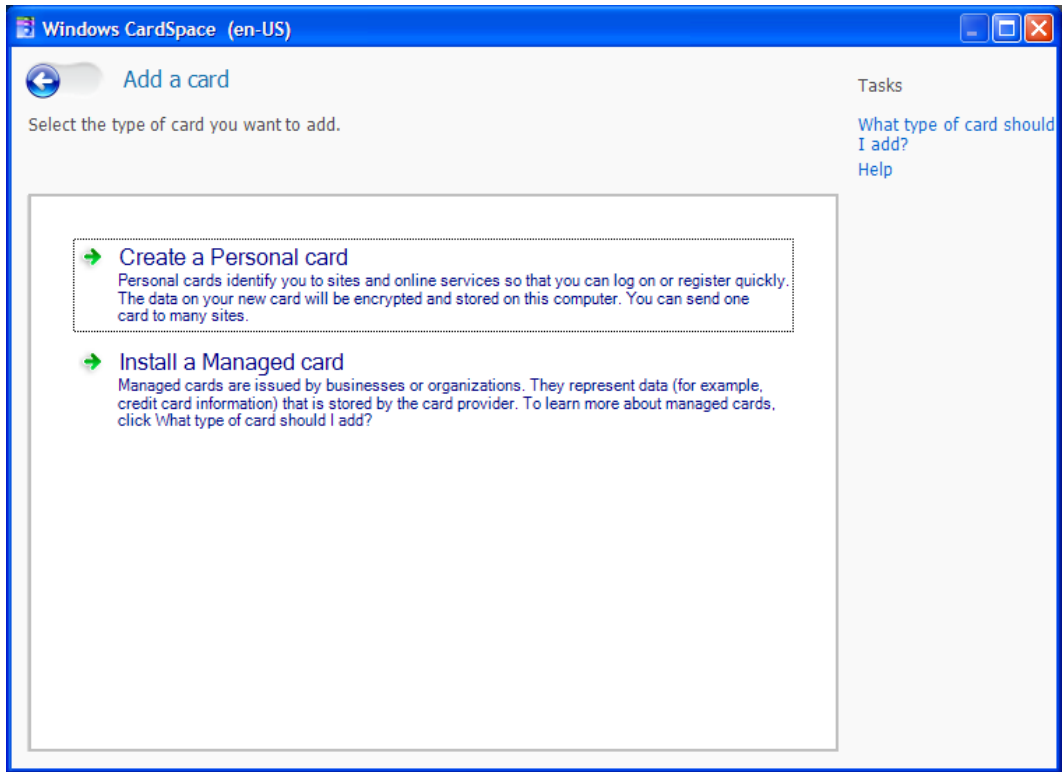 Windows CardSpace (en-US)
Add a card
Select the type of card you want to add.
Tasks
What type of card should
I add?
Help
Create a Personal card
Personal cards identify you to sites and online services so that you can log on or register quickly.
The data on your new card will be encrypted and stored on this computer. You can send one
card to many sites.
Install a Managed card
Managed cards are issued by businesses or organizations. They represent data (for example,
credit card information) that is stored by the card provider. To learn more about managed cards,
click What type of card should I add?